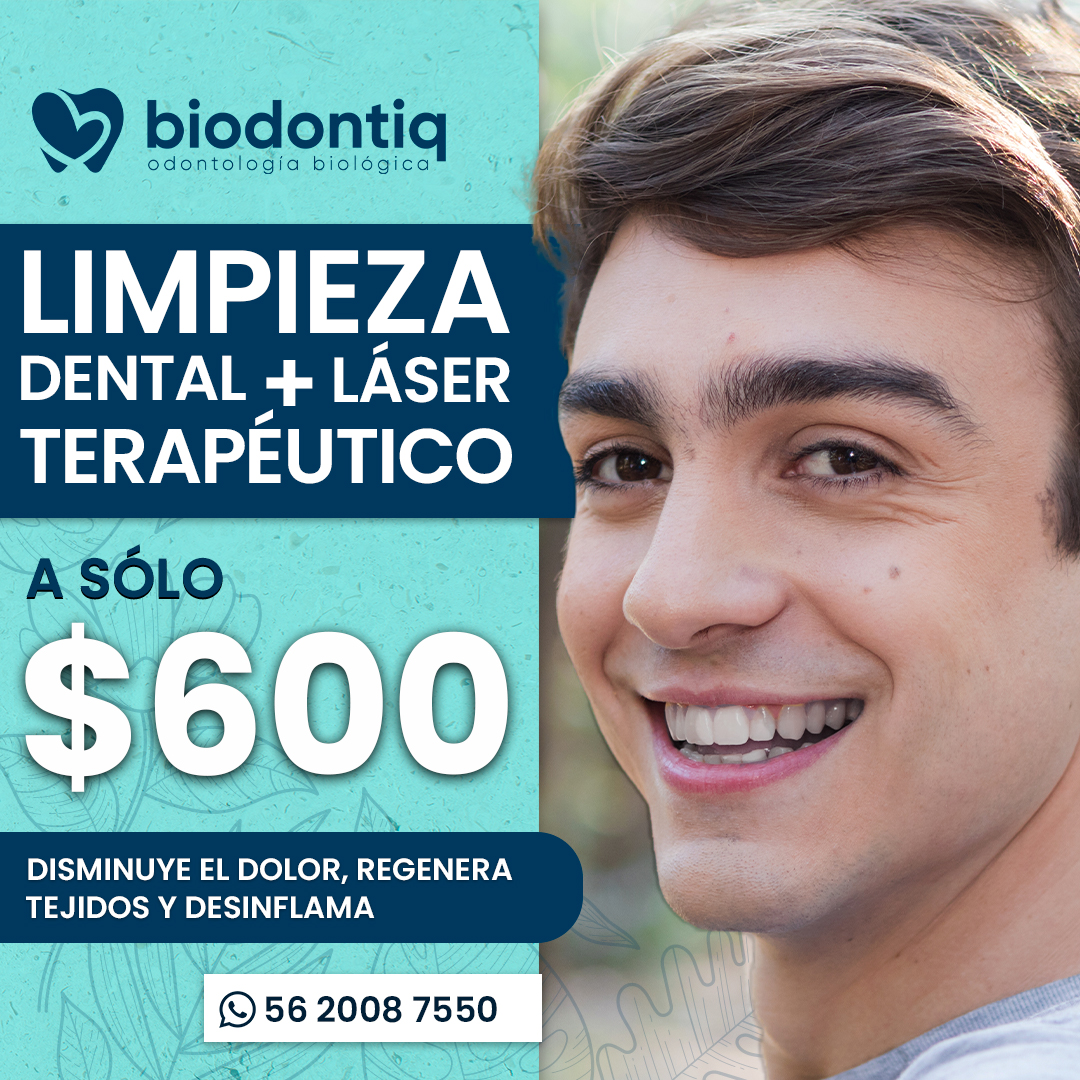 biodontiq
odontología biológica
LIMPIEZA
DENTAL + LÁSER
TERAPÉUTICO
A SÓLO
$600
DISMINUYE EL DOLOR, REGENERA
TEJIDOS Y DESINFLAMA
56 2008 7550